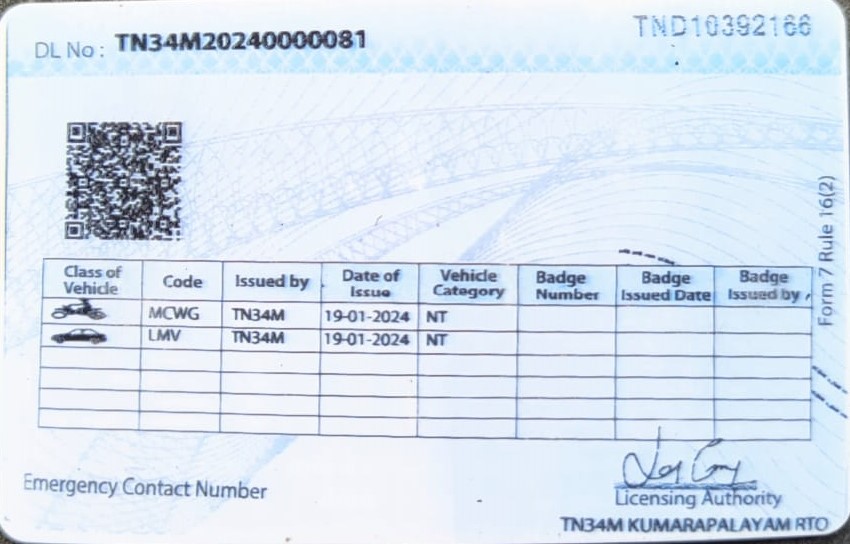 DL No : TN34M20240000081
TND10392166
Class of Vehicle Code Issued by Date of Issue Vehicle Category Badge Number Badge Issued Date Badge Issued by
MCWG TN34M 19-01-2024 NT
LMV TN34M 19-01-2024 NT
Form 7 Rule 16(2)
Emergency Contact Number
Licensing Authority
TN34M KUMARAPALAYAM RTO